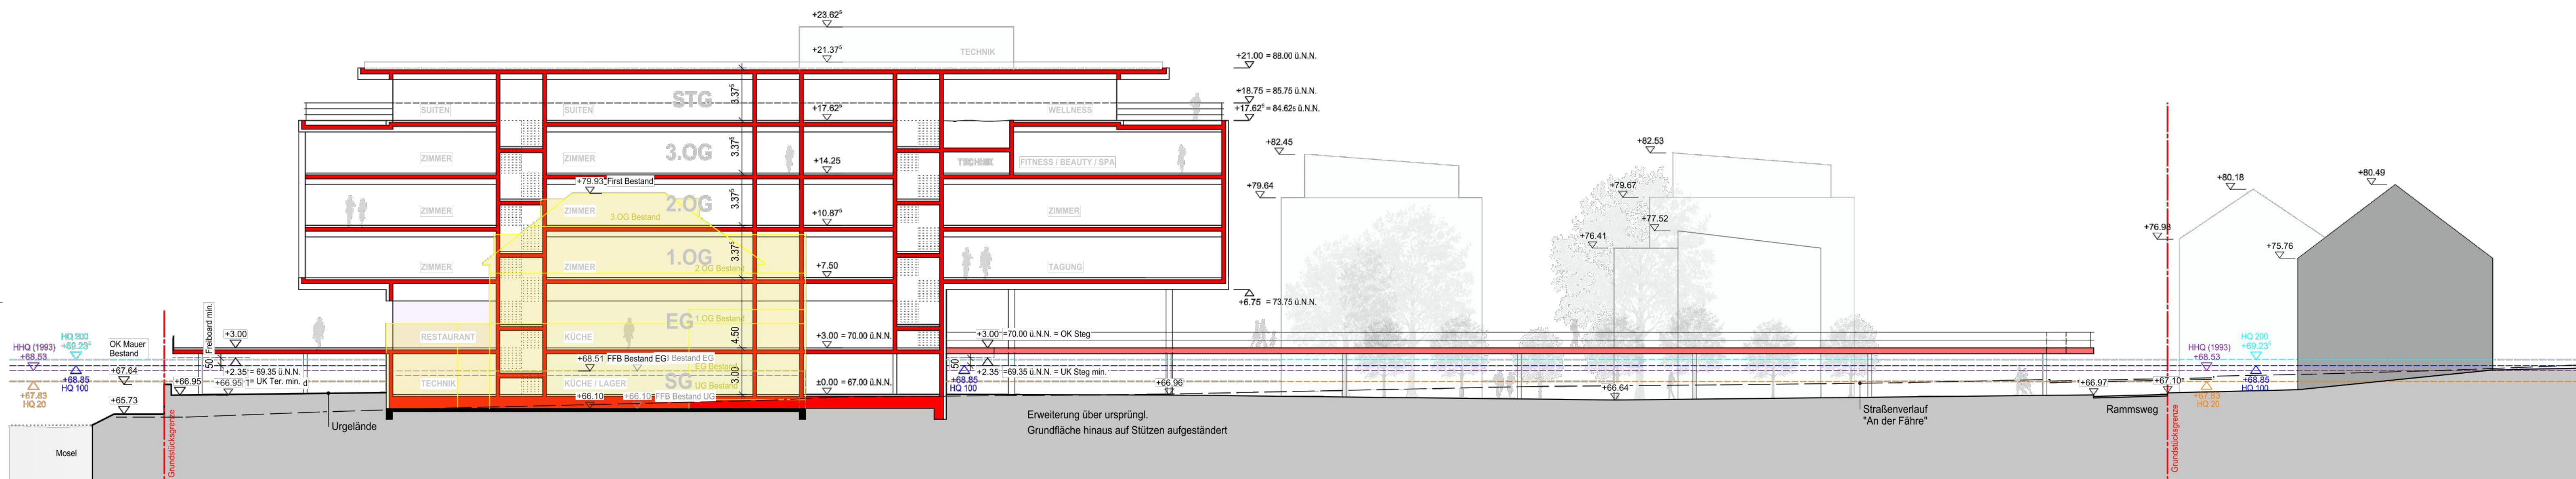 +23.62⁵
TECHNIK
+21.37⁵
+21.00 = 88.00 ü.N.N.
STG
3.37⁵
+18.75 = 85.75 ü.N.N.
SUITEN
SUITEN
+17.62⁵
WELLNESS
+17.62⁵ = 84.62⁵ ü.N.N.
3.OG
3.37⁵
ZIMMER
ZIMMER
+14.25
TECHNIK
FITNESS / BEAUTY / SPA
+82.45
+82.53
+79.93 First Bestand
2.OG
3.37⁵
ZIMMER
ZIMMER
3.OG Bestand
+10.87⁵
ZIMMER
+79.64
+79.67
+77.52
+76.41
+80.18
+80.49
+76.98
+75.76
1.OG
3.37⁵
ZIMMER
ZIMMER
2.OG Bestand
+7.50
TAGUNG
+6.75 = 73.75 ü.N.N.
EG
1.OG Bestand
4.50
RESTAURANT
KÜCHE
+3.00 = 70.00 ü.N.N.
+3.00 =70.00 ü.N.N. = OK Steg
HHQ (1993)
+68.53
HQ 200
+69.23⁵
OK Mauer
Bestand
50
Freiboard min.
+3.00
+68.51 FFB Bestand EG
Bestand EG
EG Bestand
+67.83
HQ 20
+68.85
HQ 100
+67.64
+66.95
+2.35 = 69.35 ü.N.N.
+66.95
= UK Ter. min.
TECHNIK
KÜCHE / LAGER
SG
UG Bestand
3.00
±0.00 = 67.00 ü.N.N.
50
+68.85
HQ 100
+2.35 =69.35 ü.N.N. = UK Steg min.
+66.96
+66.64
+66.97
+67.10⁸
HHQ (1993)
+68.53
HQ 200
+69.23⁵
+67.83
HQ 20
+68.85
HQ 100
+65.73
+66.10
+66.10 FFB Bestand UG
Urgelände
Grundstücksgrenze
Mosel
Erweiterung über ursprüngl.
Grundfläche hinaus auf Stützen aufgeständert
Straßenverlauf
"An der Fähre"
Rammsweg
Grundstücksgrenze